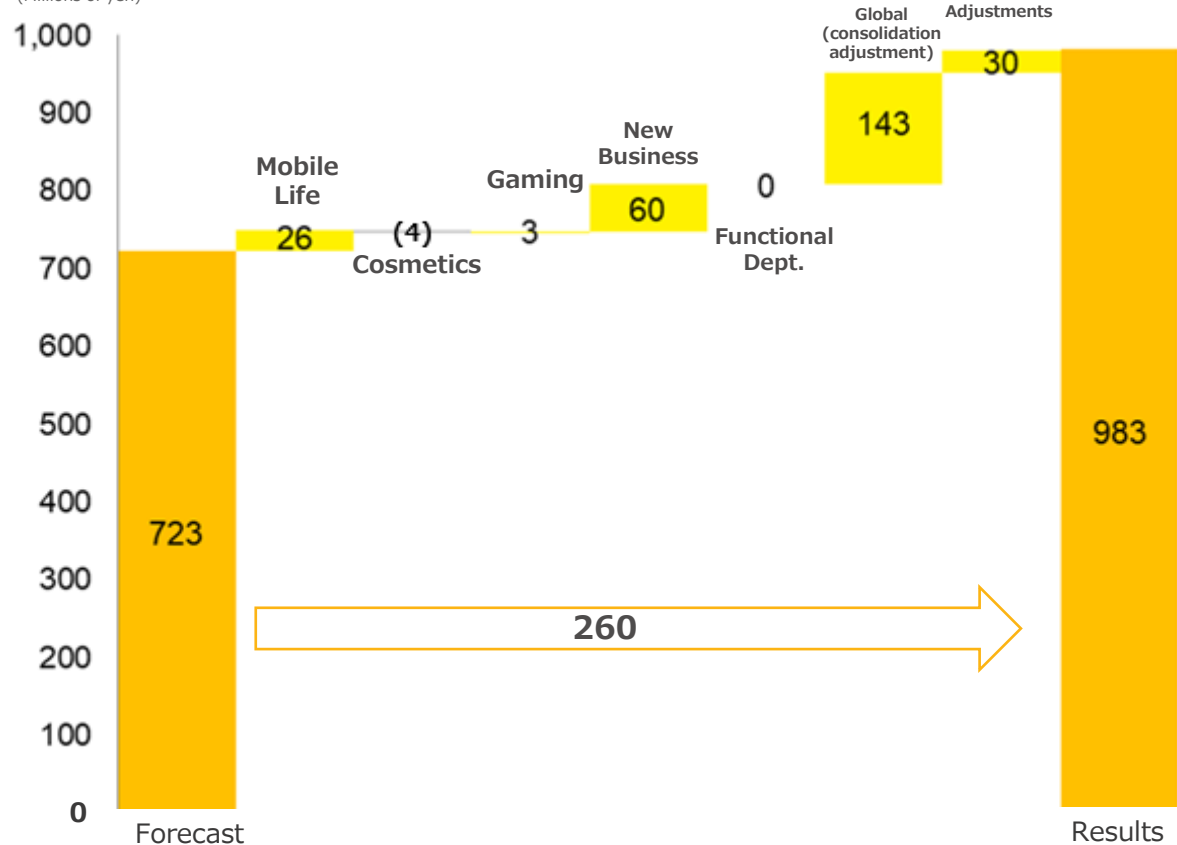 1,000
900
800
700
600
500
400
300
200
100
0
Global
(consolidation
adjustment)
Adjustments
Mobile
Life
Gaming
New
Business
Cosmetics
Functional
Dept.
723
26
(4)
3
60
0
143
30
983
260
Forecast
Results